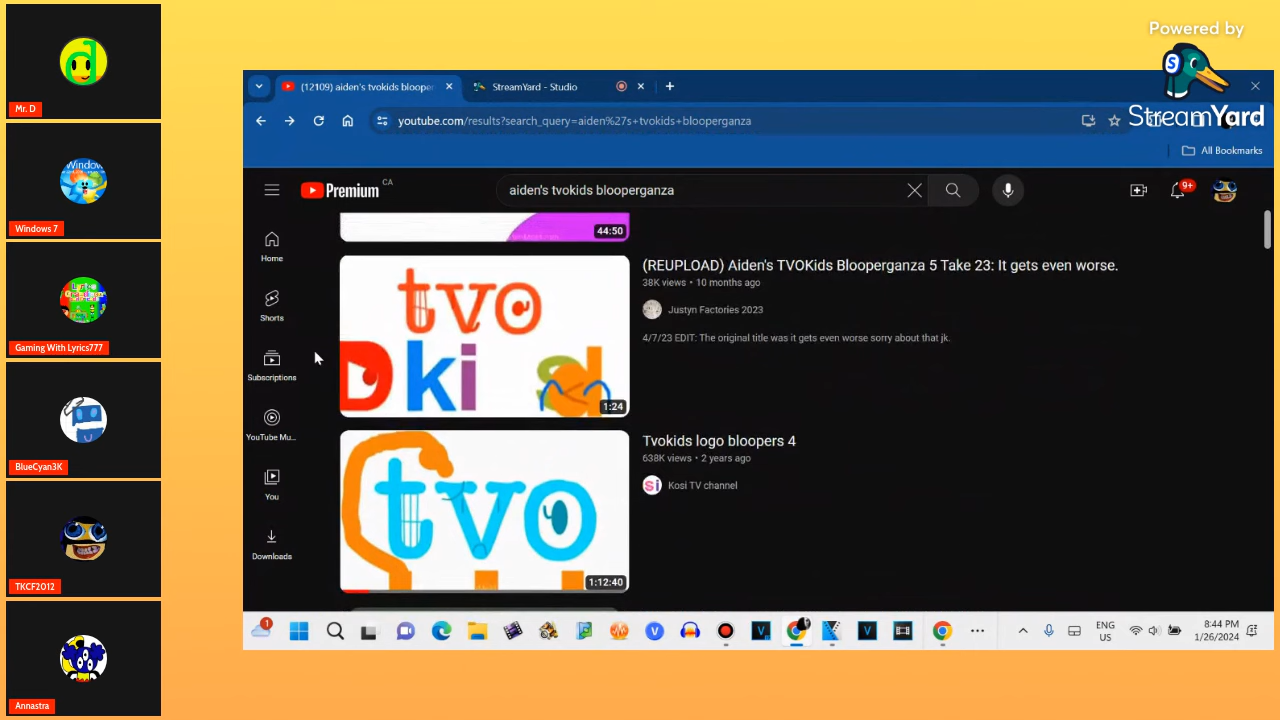 Powered by
StreamYard
Mr. D
Windows
Windows 7
Gaming With Lyrics777
BlueCyan3K
TKCF2012
Annastra
(12109) aiden's tvokids blooper
StreamYard - Studio
youtube.com/results?search_query=aiden%27s+tvokids+blooperganza
All Bookmarks
Premium CA
aiden's tvokids blooperganza
9+
Home
Shorts
Subscriptions
YouTube Mu...
You
Downloads
44:50
tvo
Dki s d
1:24
(REUPLOAD) Aiden's TVOKids Blooperganza 5 Take 23: It gets even worse.
38K views • 10 months ago
Justyn Factories 2023
4/7/23 EDIT: The original title was it gets even worse sorry about that jk.
tvo
1:12:40
Tvokids logo bloopers 4
638K views • 2 years ago
si
Kosi TV channel
1
ENG
US
8:44 PM
1/26/2024